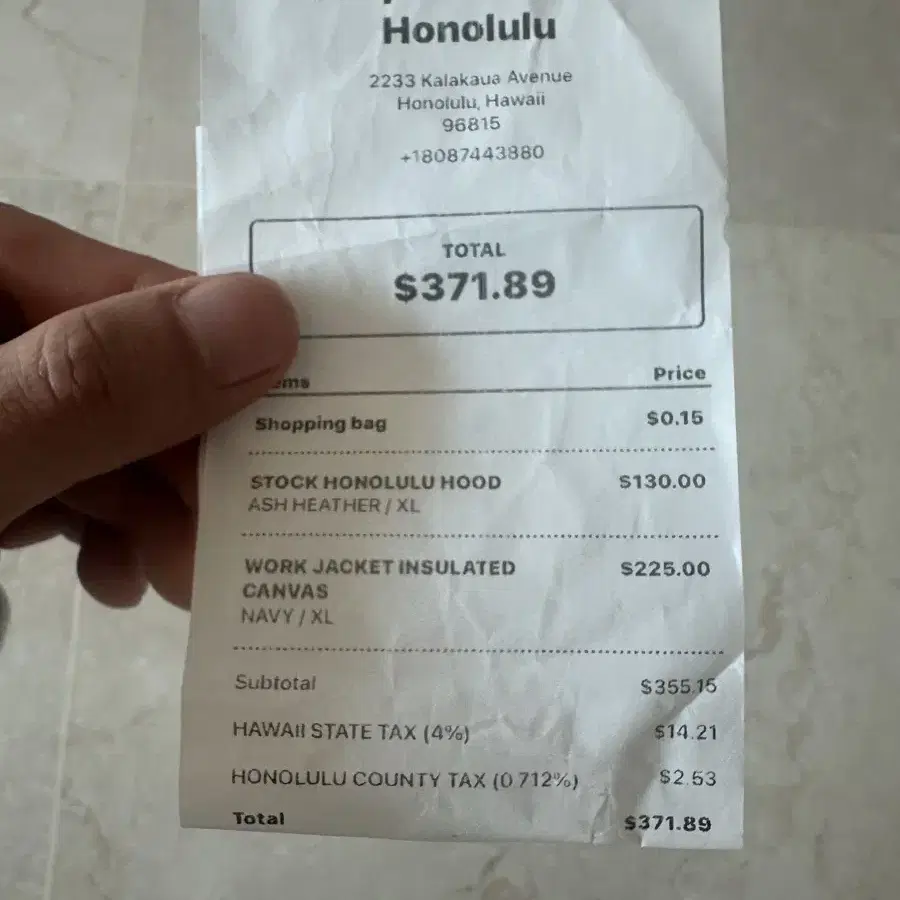 Honolulu
2233 Kalakaua Avenue
Honolulu, Hawaii
96815
+18087443880
TOTAL
$371.89
Price
Shopping bag $0.15
STOCK HONOLULU HOOD $130.00
ASH HEATHER / XL
WORK JACKET INSULATED $225.00
CANVAS
NAVY / XL
Subtotal $355.15
HAWAII STATE TAX (4%) $14.21
HONOLULU COUNTY TAX (0.712%) $2.53
Total $371.89